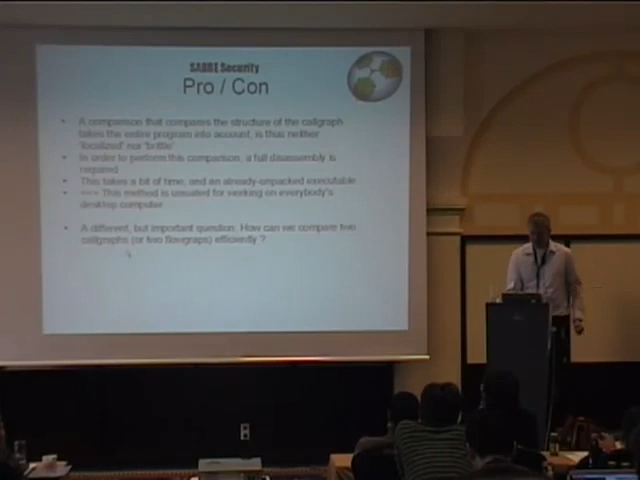 SABRE Security
Pro / Con
• A comparison that compares the structure of the callgraph
takes the entire program into account, is thus neither
'localized' nor 'brittle'
• In order to perform this comparison, a full disassembly is
required
• This takes a bit of time, and an already-unpacked executable
• ==> This method is unsuited for working on everybody's
desktop computer
• A different, but important question: How can we compare two
callgraphs (or two flowgraps) efficiently ?